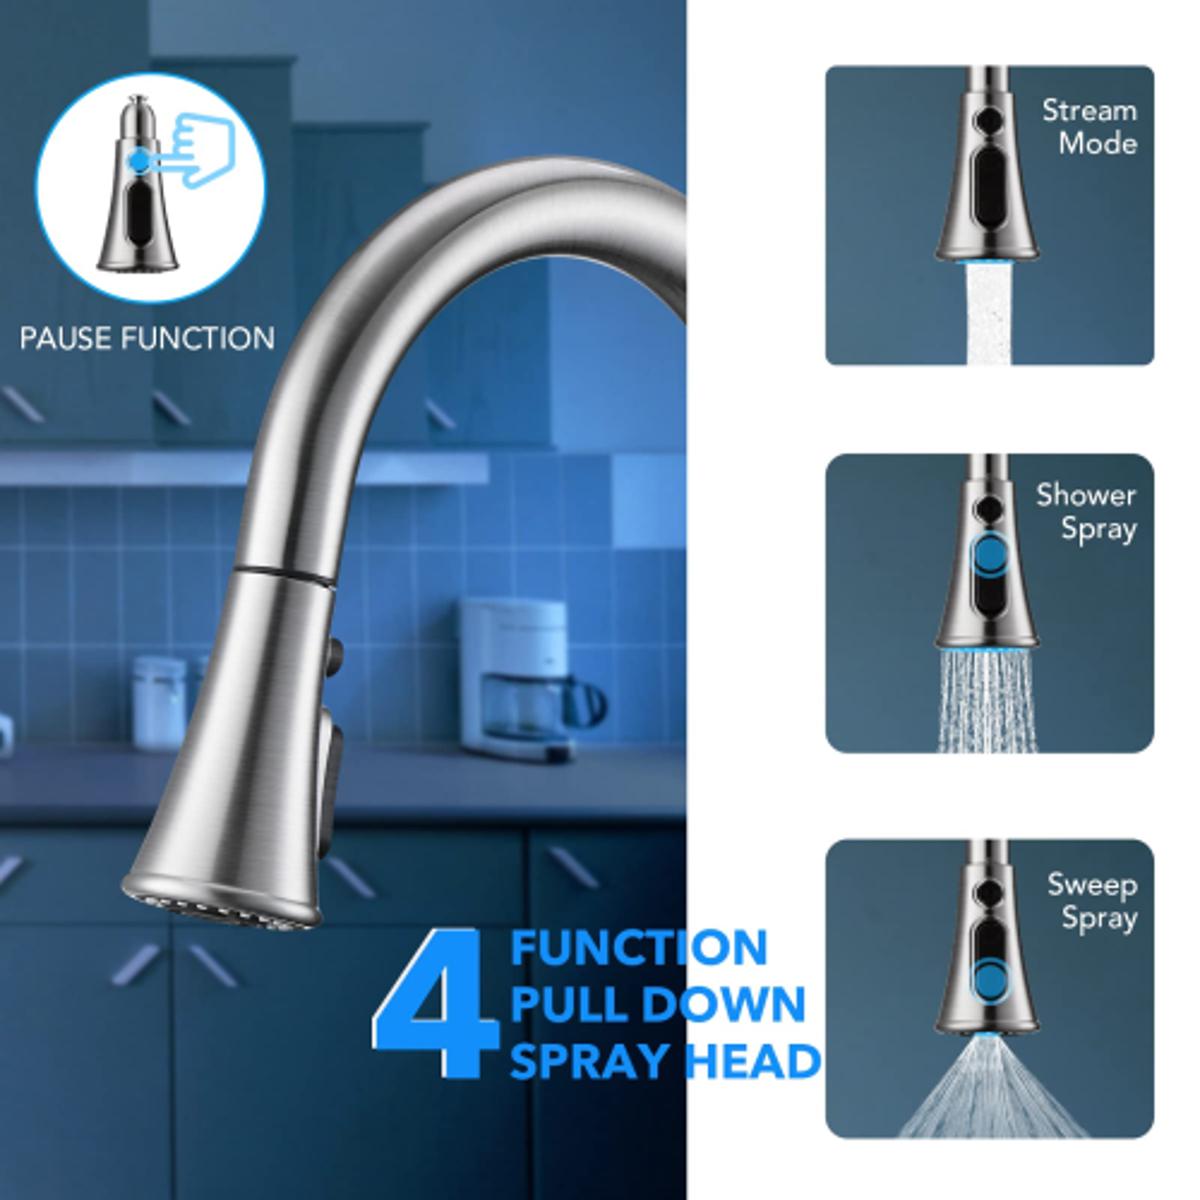 PAUSE FUNCTION
Stream
Mode
Shower
Spray
Sweep
Spray
4 FUNCTION
PULL DOWN
SPRAY HEAD